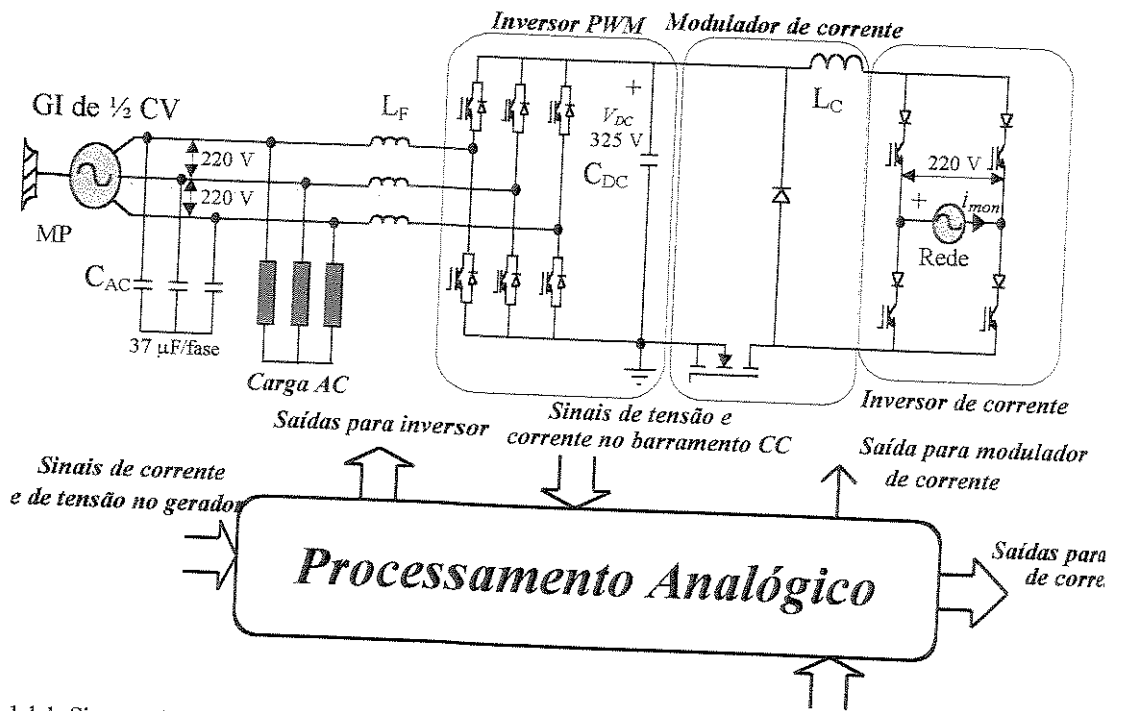 Inversor PWM
Modulador de corrente
GI de ½ CV
L_F
L_C
+
V_DC
325 V
C_DC
220 V
220 V
220 V
+
i_mon
Rede
MP
C_AC
37 µF/fase
Carga AC
Inversor de corrente
Saídas para inversor
Sinais de tensão e
corrente no barramento CC
Saída para modulador
de corrente
Sinais de corrente
e de tensão no gerador
Processamento Analógico
Saídas para
de corre